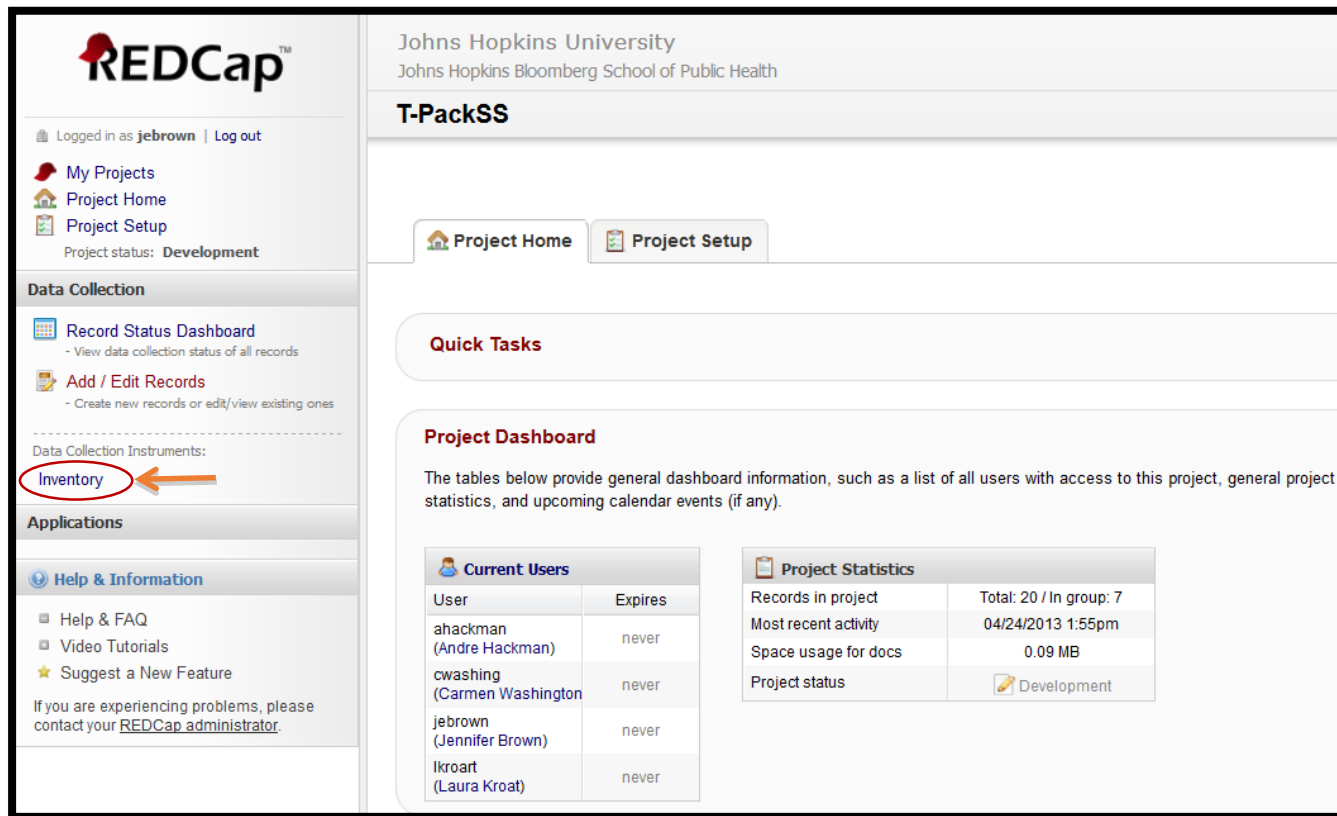 REDCap™
Logged in as jebrown | Log out
My Projects
Project Home
Project Setup
Project status: Development
Data Collection
Record Status Dashboard
- View data collection status of all records
Add / Edit Records
- Create new records or edit/view existing ones
Data Collection Instruments:
Inventory
Applications
Help & Information
Help & FAQ
Video Tutorials
Suggest a New Feature
If you are experiencing problems, please
contact your REDCap administrator.
Johns Hopkins University
Johns Hopkins Bloomberg School of Public Health
T-PackSS
Project Home
Project Setup
Quick Tasks
Project Dashboard
The tables below provide general dashboard information, such as a list of all users with access to this project, general project
statistics, and upcoming calendar events (if any).
Current Users
User Expires
ahackman
(Andre Hackman) never
cwashing
(Carmen Washington never
jebrown
(Jennifer Brown) never
lkroart
(Laura Kroat) never
Project Statistics
Records in project Total: 20 / In group: 7
Most recent activity 04/24/2013 1:55pm
Space usage for docs 0.09 MB
Project status Development